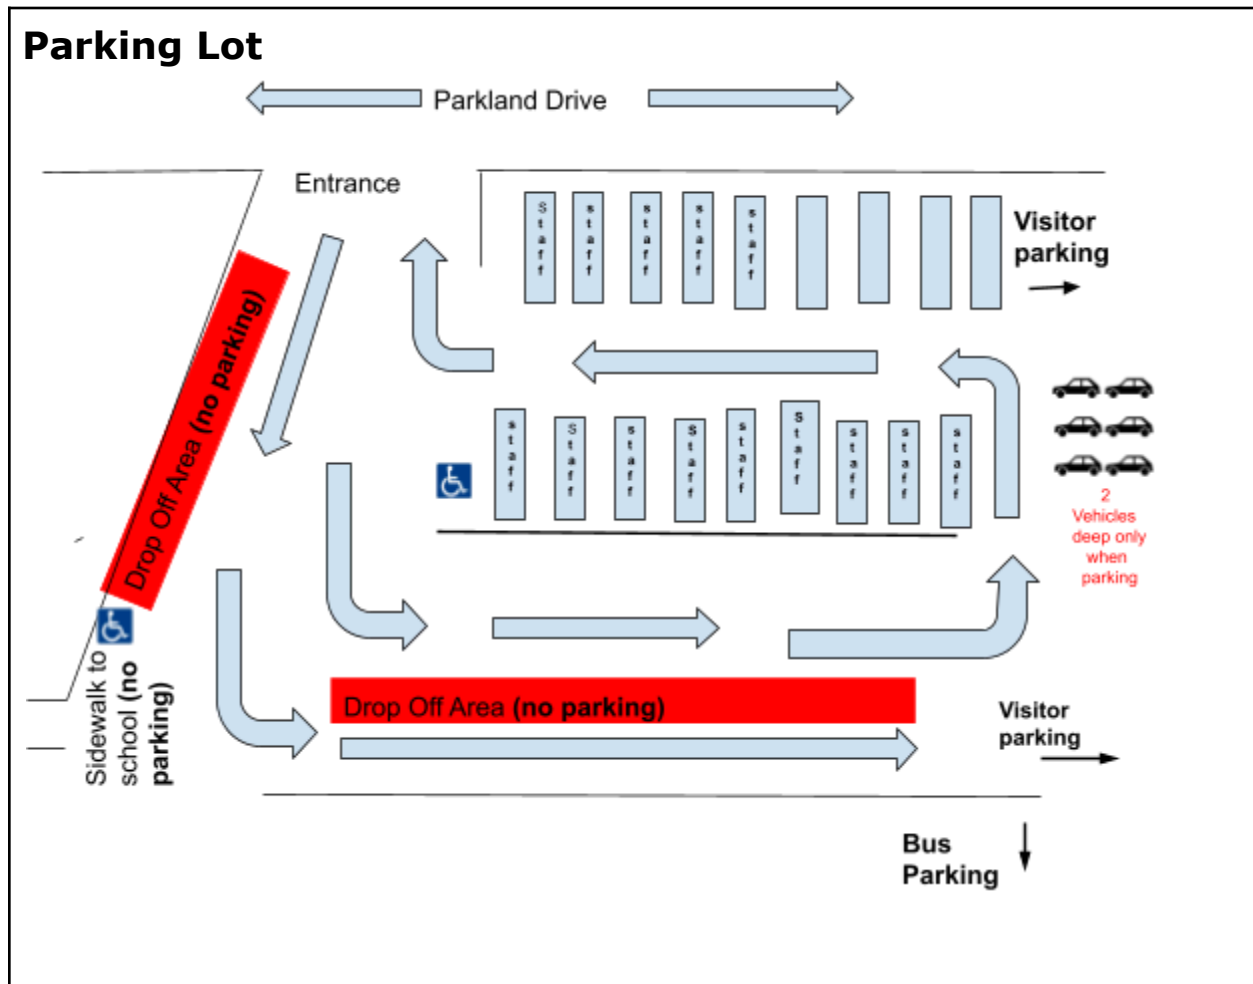 Parking Lot
Parkland Drive
Entrance
Staff
staff
staff
staff
staff
Visitor
parking
Drop Off Area (no parking)
staff
Staff
staff
Staff
staff
Staff
staff
staff
staff
2
Vehicles
deep only
when
parking
Sidewalk to
school (no
parking)
Drop Off Area (no parking)
Visitor
parking
Bus
Parking